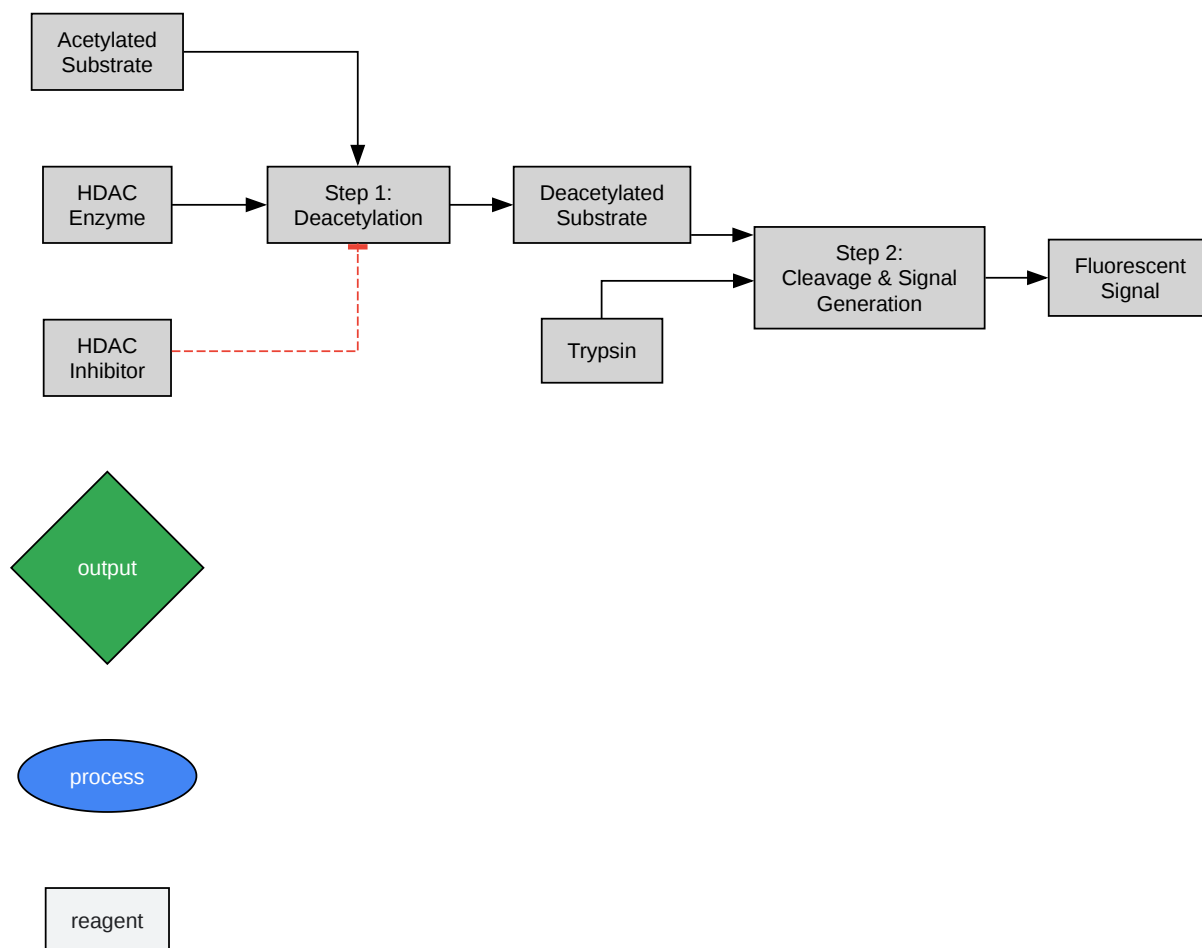 Acetylated
Substrate
HDAC
Enzyme
Step 1:
Deacetylation
Deacetylated
Substrate
Step 2:
Cleavage & Signal
Generation
Fluorescent
Signal
HDAC
Inhibitor
Trypsin
output
process
reagent